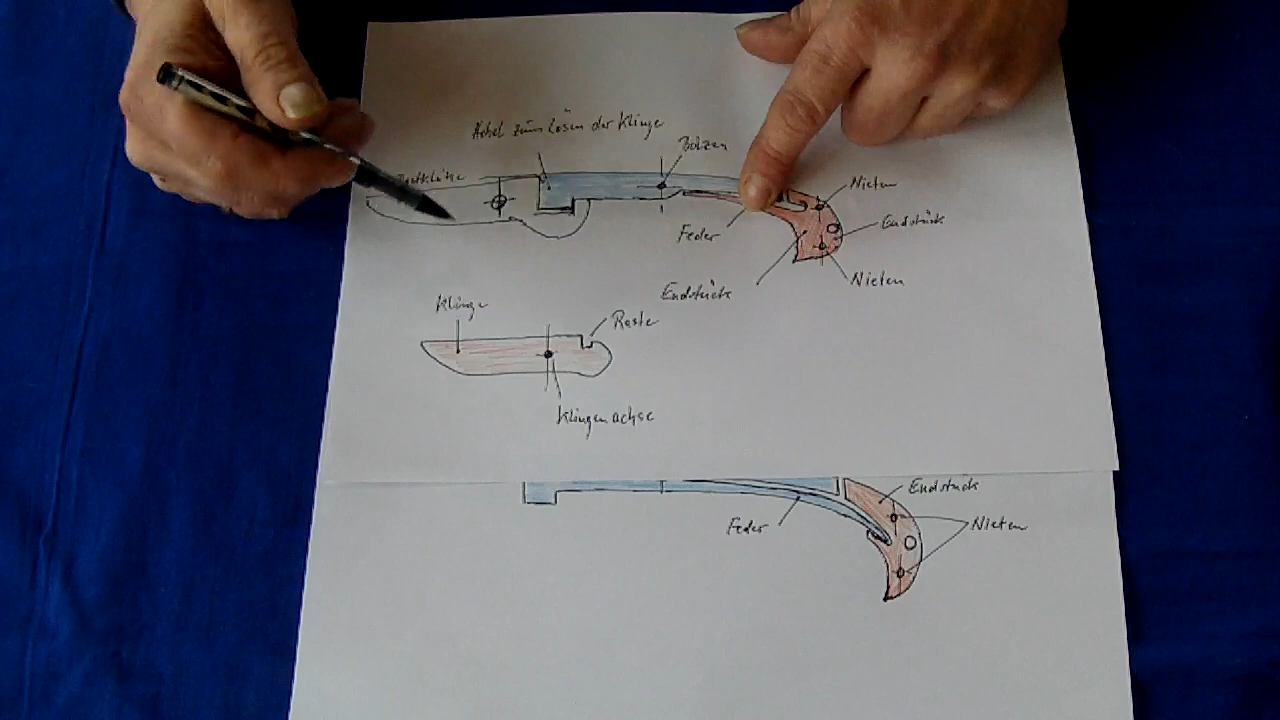 Hebel zum Lösen der Klinge
Bolzen
Nieten
Endstück
Feder
Nieten
Endstück
Klinge
Raste
Klingenachse
Endstück
Feder
Nieten